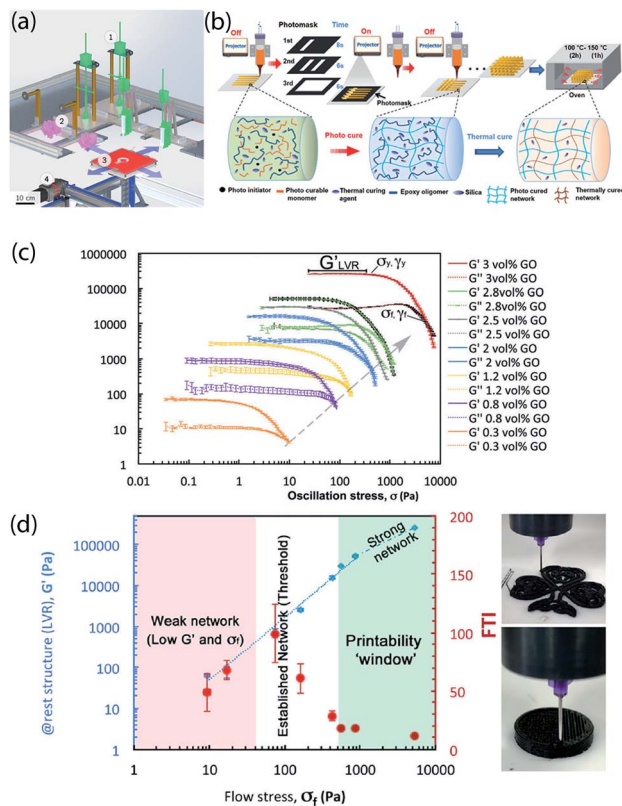 (a)
1
2
3
4
10 cm
(b)
Off
Projector
Photomask
Time
1st
8s
2nd
6s
3rd
6s
On
Projector
Photomask
Off
Projector
100 °C-
(2h)
150 °C
(1h)
Oven
Photo cure
Thermal cure
Photo initiator
Photo curable
monomer
Thermal curing
agent
Epoxy oligomer
Silica
Photo cured
network
Thermally cured
network
(c)
G'LVR
σy, γy
σf, γf
1000000
100000
10000
1000
100
10
1
0.01 0.1 1 10 100 1000 10000
Oscillation stress, σ (Pa)
G' 3 vol% GO
G'' 3vol% GO
G' 2.8vol% GO
G'' 2.8vol% GO
G' 2.5 vol% GO
G'' 2.5 vol% GO
G' 2 vol% GO
G'' 2 vol% GO
G' 1.2 vol% GO
G'' 1.2 vol% GO
G' 0.8 vol% GO
G'' 0.8 vol% GO
G' 0.3 vol% GO
G'' 0.3 vol% GO
(d)
@rest structure (LVR), G' (Pa)
100000
10000
1000
100
10
1
Weak network
(Low G' and σf)
Established Network (Threshold)
Strong
network
Printability
'window'
200
150
100
50
0
FTI
1 10 100 1000 10000
Flow stress, σf (Pa)